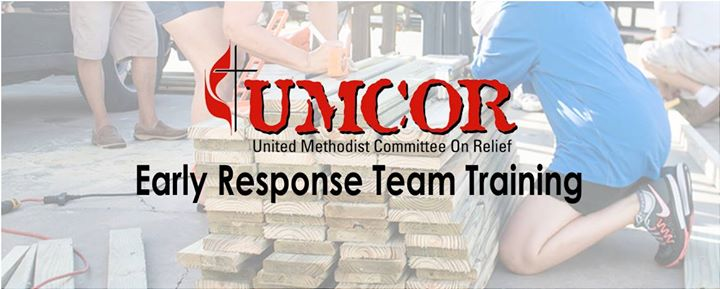 UMCOR
United Methodist Committee On Relief
Early Response Team Training